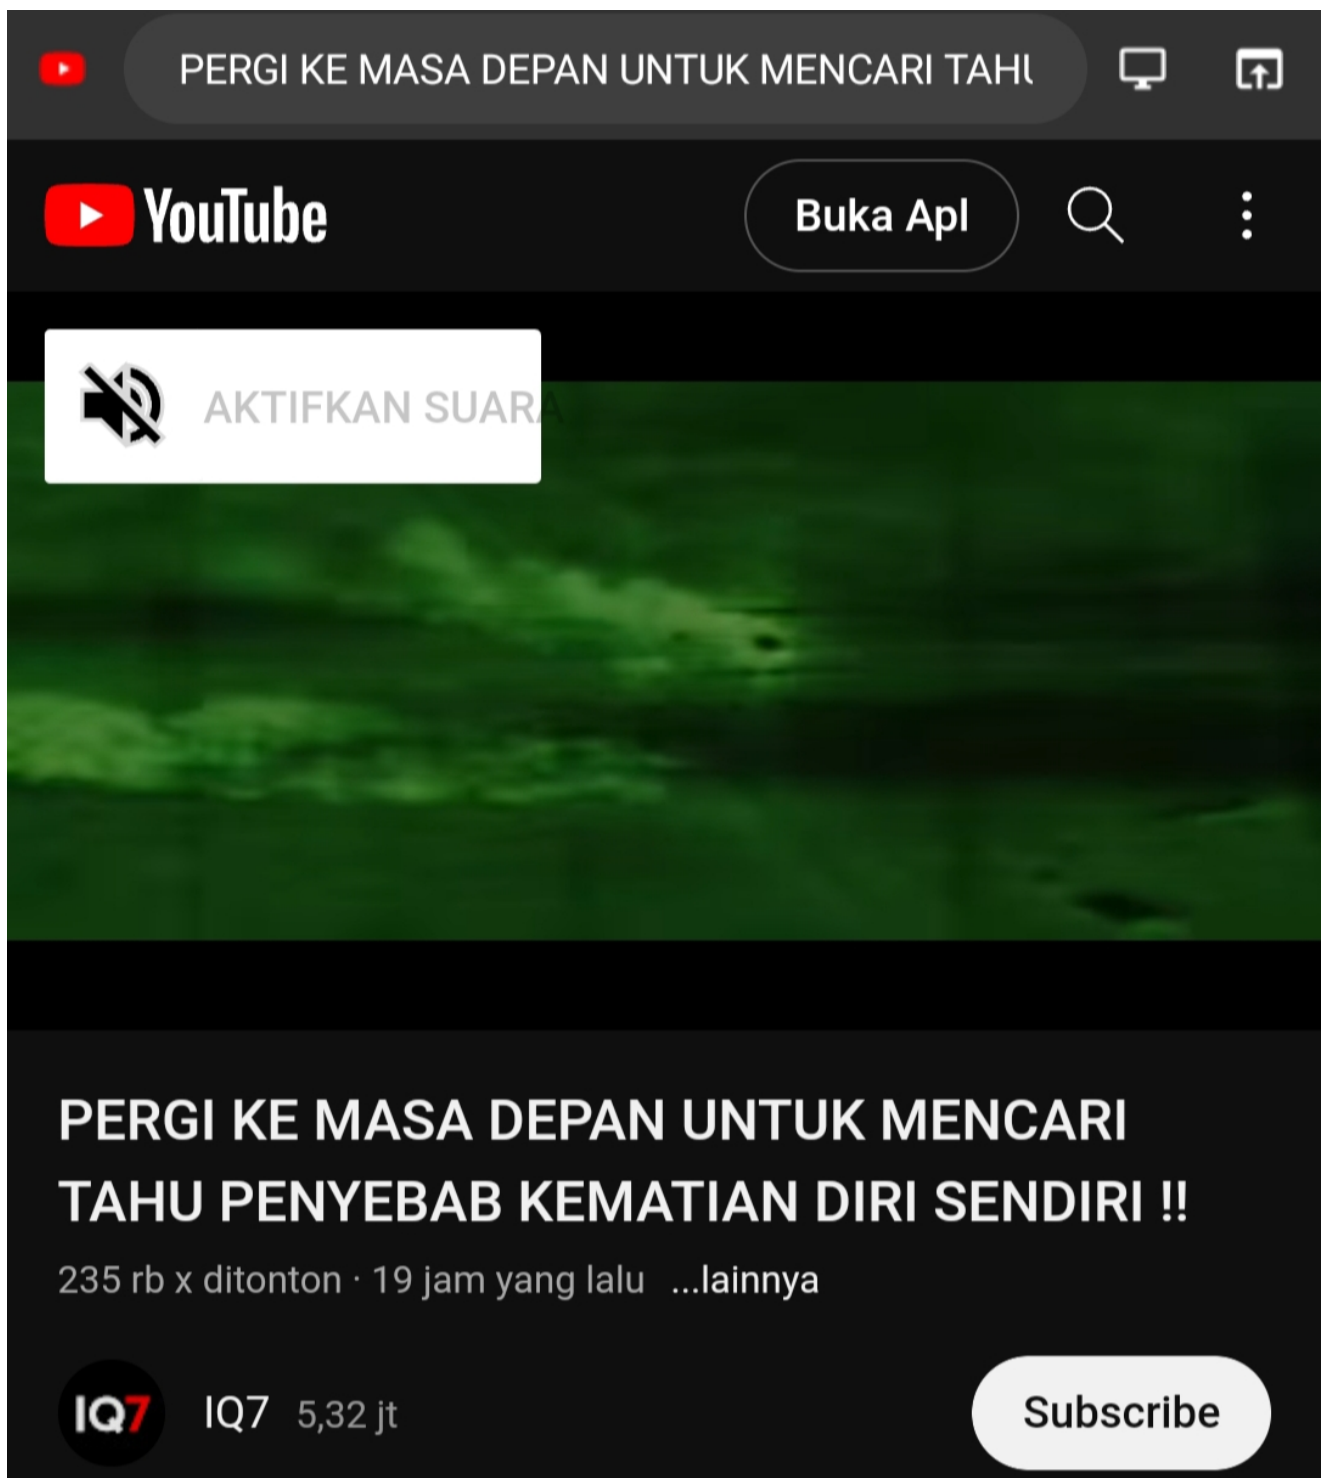 PERGI KE MASA DEPAN UNTUK MENCARI TAHU
YouTube
Buka Apl
AKTIFKAN SUARA
PERGI KE MASA DEPAN UNTUK MENCARI
TAHU PENYEBAB KEMATIAN DIRI SENDIRI !!
235 rb x ditonton · 19 jam yang lalu ...lainnya
IQ7 IQ7 5,32 jt
Subscribe